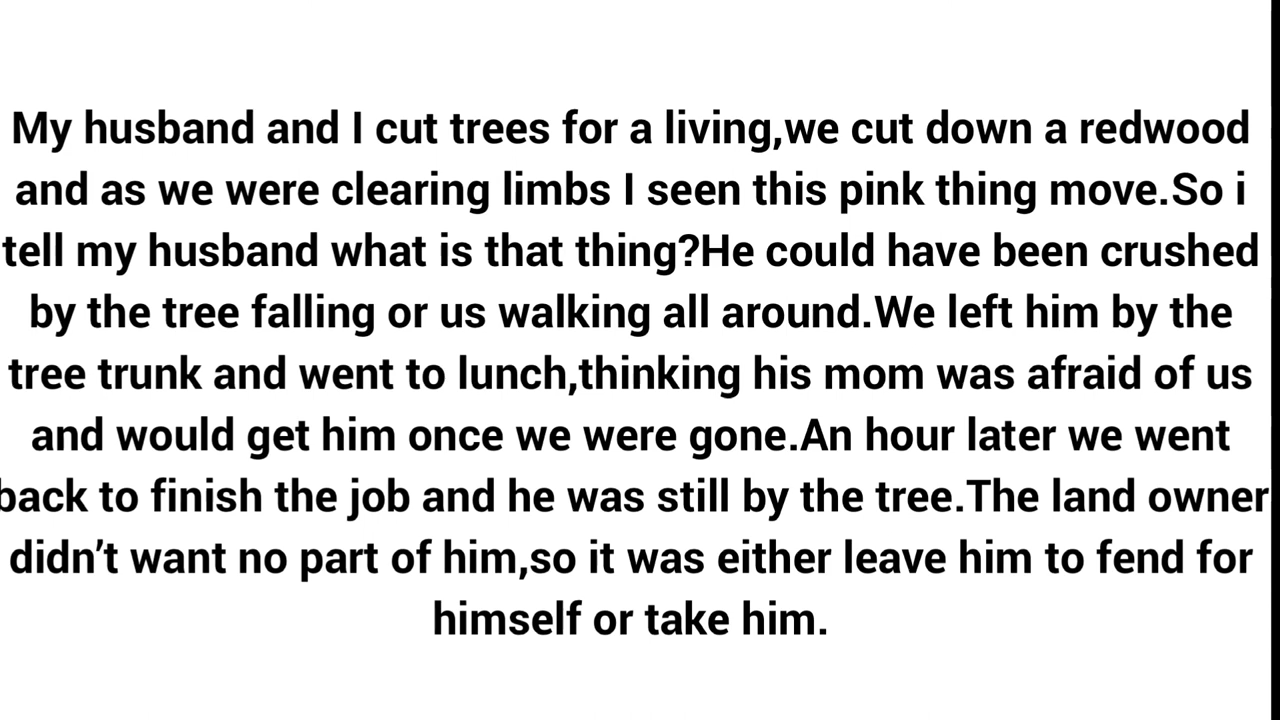 My husband and I cut trees for a living,we cut down a redwood
and as we were clearing limbs I seen this pink thing move.So i
tell my husband what is that thing?He could have been crushed
by the tree falling or us walking all around.We left him by the
tree trunk and went to lunch,thinking his mom was afraid of us
and would get him once we were gone.An hour later we went
back to finish the job and he was still by the tree.The land owner
didn’t want no part of him,so it was either leave him to fend for
himself or take him.